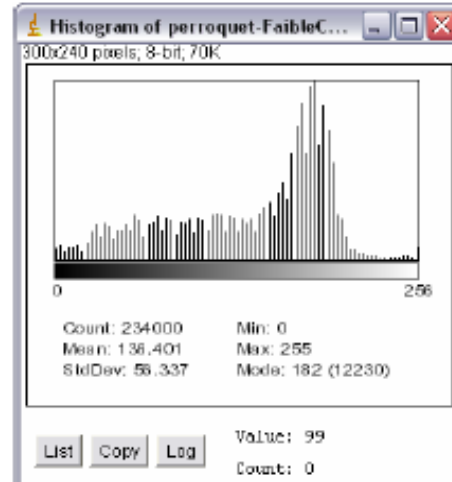 Histogram of perroquet-FaibleC...
300x240 pixels; 8-bit; 70K
0 256
Count: 234000 Min: 0
Mean: 136.401 Max: 255
StdDev: 56.337 Mode: 182 (12230)
List Copy Log Value: 99
Count: 0